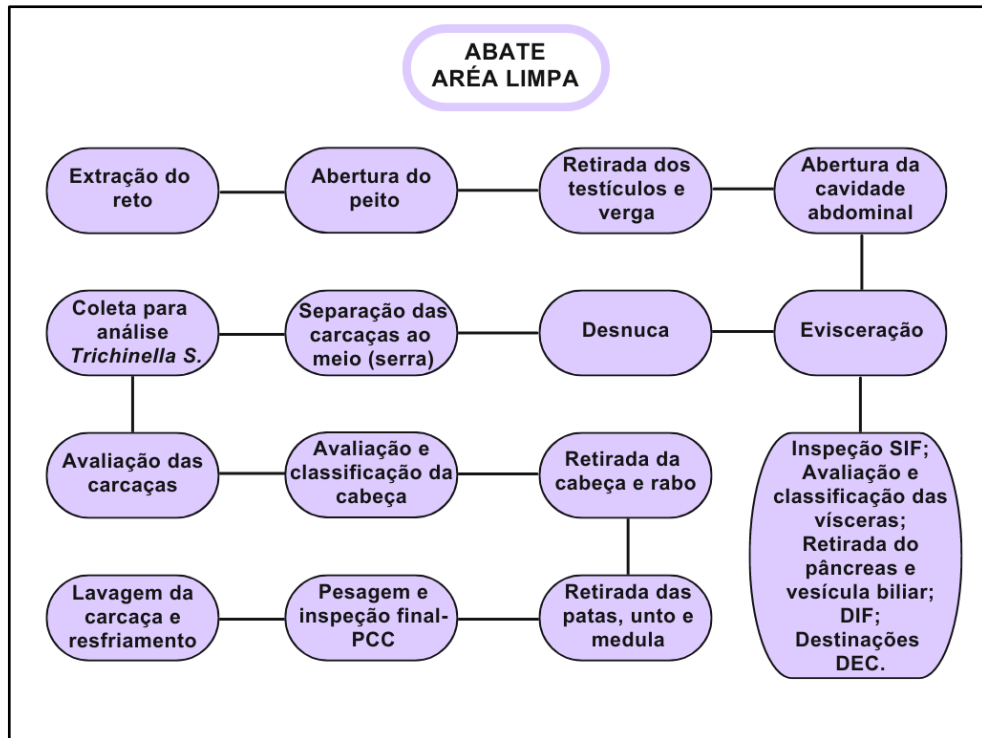 ABATE
ARÉA LIMPA
Extração do
reto
Abertura do
peito
Retirada dos
testículos e
verga
Abertura da
cavidade
abdominal
Coleta para
análise
Trichinella S.
Separação das
carcaças ao
meio (serra)
Desnuca
Evisceração
Avaliação das
carcaças
Avaliação e
classificação da
cabeça
Retirada da
cabeça e rabo
Inspeção SIF;
Avaliação e
classificação das
vísceras;
Retirada do
pâncreas e
vesícula biliar;
DIF;
Destinações
DEC.
Lavagem da
carcaça e
resfriamento
Pesagem e
inspeção final-
PCC
Retirada das
patas, unto e
medula